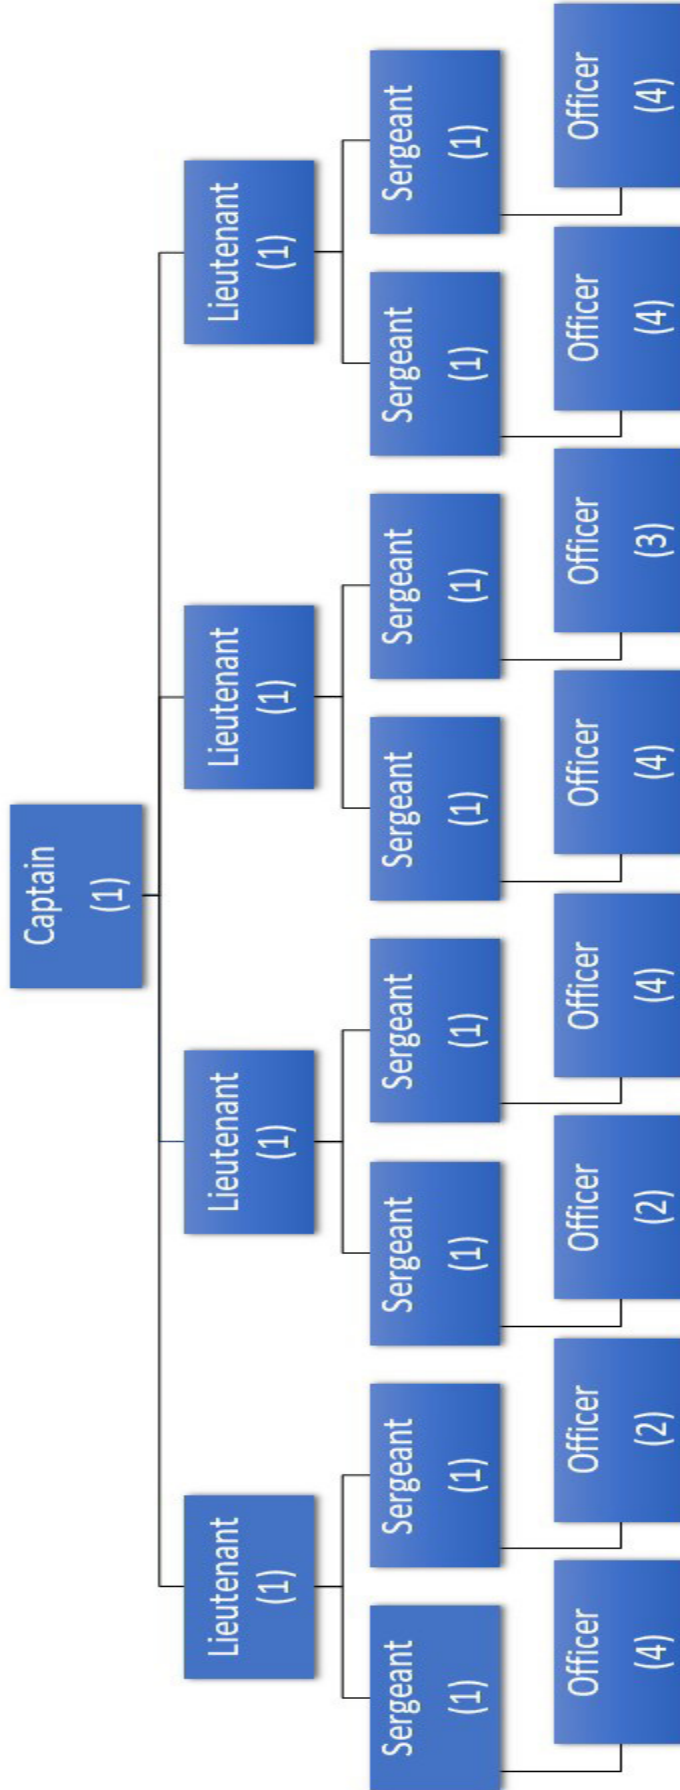 Captain
(1)
Lieutenant
(1)
Lieutenant
(1)
Lieutenant
(1)
Lieutenant
(1)
Sergeant
(1)
Sergeant
(1)
Sergeant
(1)
Sergeant
(1)
Sergeant
(1)
Sergeant
(1)
Sergeant
(1)
Sergeant
(1)
Officer
(4)
Officer
(2)
Officer
(2)
Officer
(4)
Officer
(4)
Officer
(3)
Officer
(4)
Officer
(4)